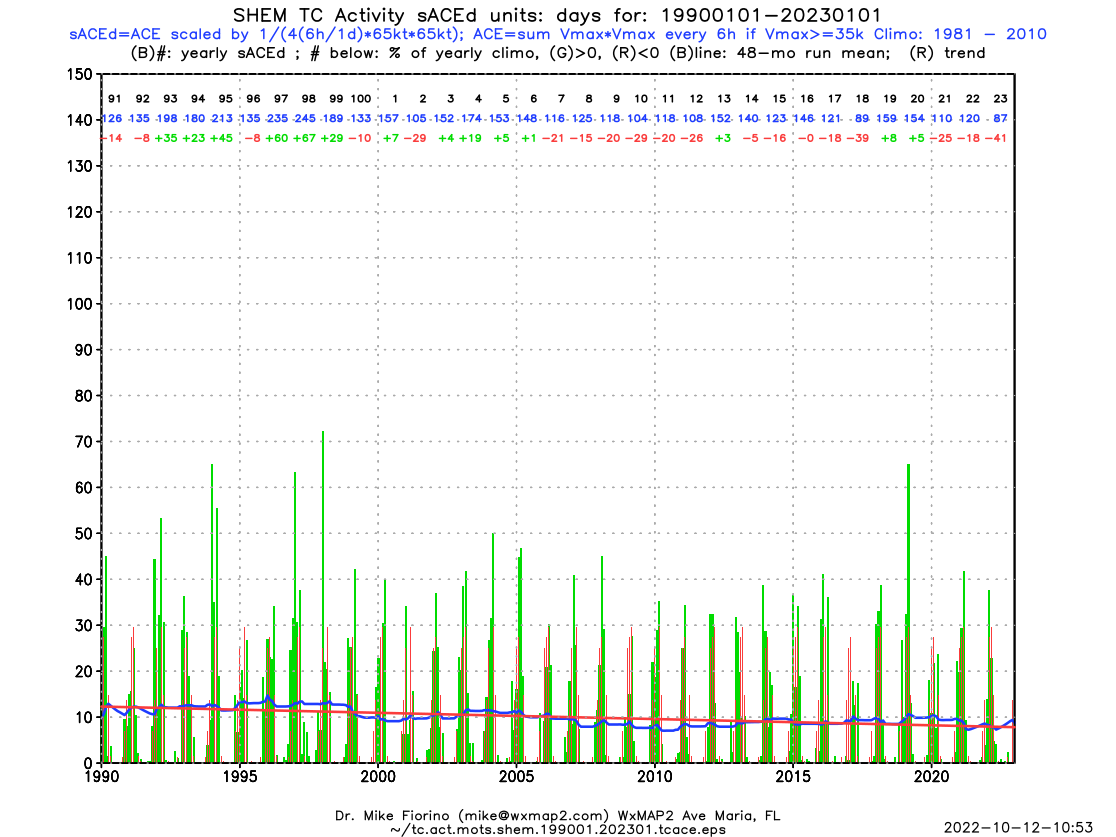 SHEM TC Activity sACEd units: days for: 19900101-20230101
sACEd=ACE scaled by 1/(4(6h/1d)*65kt*65kt); ACE=sum Vmax*Vmax every 6h if Vmax>=35k Climo: 1981 - 2010
(B)#: yearly sACEd ; # below: % of yearly climo, (G)>0, (R)<0 (B)line: 48-mo run mean; (R) trend
150
91 92 93 94 95 96 97 98 99 100 1 2 3 4 5 6 7 8 9 10 11 12 13 14 15 16 17 18 19 20 21 22 23
140 126 135 198 180 213 135 235 245 189 133 157 105 152 174 153 148 116 125 118 104 118 108 152 140 123 146 121 89 159 154 110 120 87
-14 -8 +35 +23 +45 -8 +60 +67 +29 -10 +7 -29 +4 +19 +5 +1 -21 -15 -20 -29 -20 -26 +3 -5 -16 -0 -18 -39 +8 +5 -25 -18 -41
130
120
110
100
90
80
70
60
50
40
30
20
10
0
1990 1995 2000 2005 2010 2015 2020
Dr. Mike Fiorino (mike@wxmap2.com) WxMAP2 Ave Maria, FL
~/tc.act.mots.shem.199001.202301.tcace.eps
2022-10-12-10:53